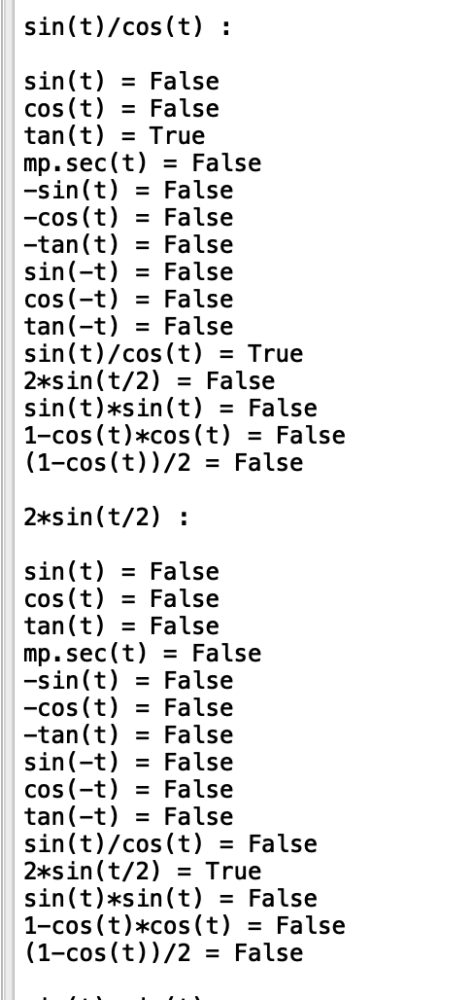 sin(t)/cos(t) :
sin(t) = False
cos(t) = False
tan(t) = True
mp.sec(t) = False
-sin(t) = False
-cos(t) = False
-tan(t) = False
sin(-t) = False
cos(-t) = False
tan(-t) = False
sin(t)/cos(t) = True
2*sin(t/2) = False
sin(t)*sin(t) = False
1-cos(t)*cos(t) = False
(1-cos(t))/2 = False
2*sin(t/2) :
sin(t) = False
cos(t) = False
tan(t) = False
mp.sec(t) = False
-sin(t) = False
-cos(t) = False
-tan(t) = False
sin(-t) = False
cos(-t) = False
tan(-t) = False
sin(t)/cos(t) = False
2*sin(t/2) = True
sin(t)*sin(t) = False
1-cos(t)*cos(t) = False
(1-cos(t))/2 = False